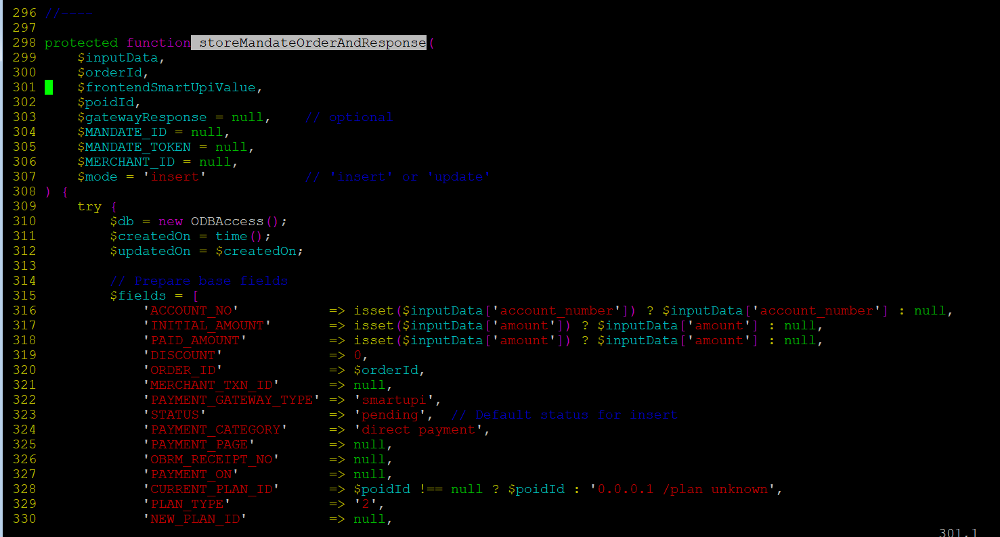 296 //----
297
298 protected function storeMandateOrderAndResponse(
299     $inputData,
300     $orderId,
301     $frontendSmartUpiValue,
302     $poidId,
303     $gatewayResponse = null,    // optional
304     $MANDATE_ID = null,
305     $MANDATE_TOKEN = null,
306     $MERCHANT_ID = null,
307     $mode = 'insert'            // 'insert' or 'update'
308 ) {
309     try {
310         $db = new ODBAccess();
311         $createdOn = time();
312         $updatedOn = $createdOn;
313
314         // Prepare base fields
315         $fields = [
316             'ACCOUNT_NO'           => isset($inputData['account_number']) ? $inputData['account_number'] : null,
317             'INITIAL_AMOUNT'       => isset($inputData['amount']) ? $inputData['amount'] : null,
318             'PAID_AMOUNT'          => isset($inputData['amount']) ? $inputData['amount'] : null,
319             'DISCOUNT'             => 0,
320             'ORDER_ID'             => $orderId,
321             'MERCHANT_TXN_ID'      => null,
322             'PAYMENT_GATEWAY_TYPE' => 'smartupi',
323             'STATUS'               => 'pending',  // Default status for insert
324             'PAYMENT_CATEGORY'     => 'direct payment',
325             'PAYMENT_PAGE'         => null,
326             'OBRM_RECEIPT_NO'      => null,
327             'PAYMENT_ON'           => null,
328             'CURRENT_PLAN_ID'      => $poidId !== null ? $poidId : '0.0.0.1 /plan unknown',
329             'PLAN_TYPE'            => '2',
330             'NEW_PLAN_ID'          => null,
301,1